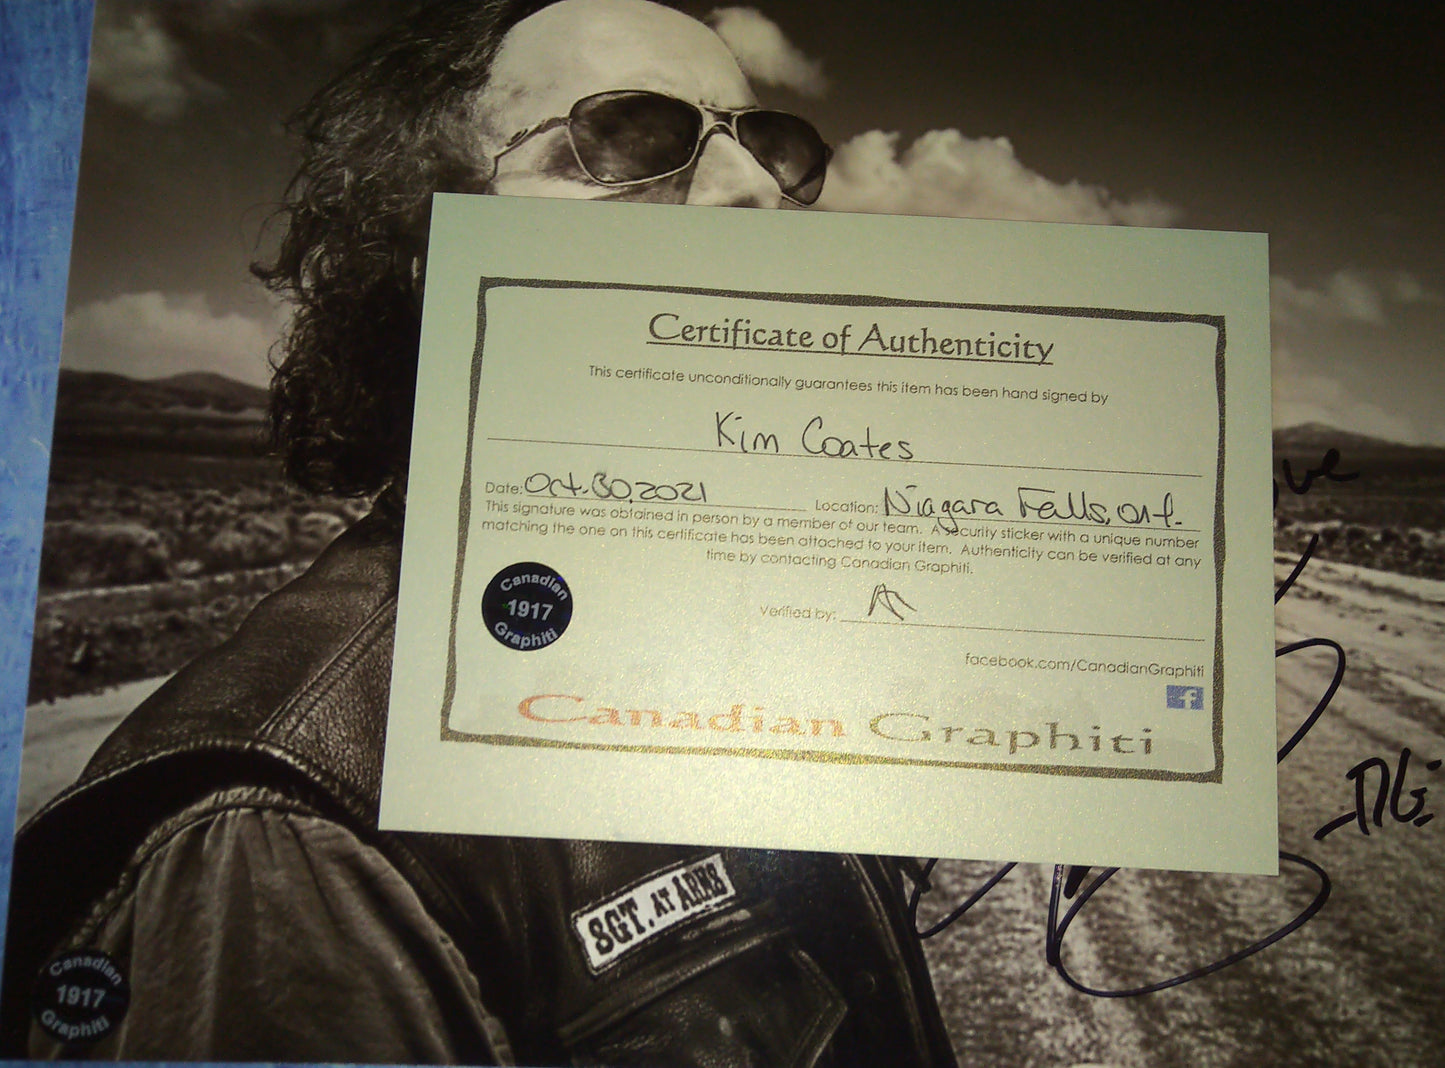 Certificate of Authenticity
This certificate unconditionally guarantees this item has been hand signed by
Kim Coates
Date: Oct. 30, 2021 Location: Niagara Falls, Ont.
This signature was obtained in person by a member of our team. A security sticker with a unique number
matching the one on this certificate has been attached to your item. Authenticity can be verified at any
time by contacting Canadian Graphiti.
Canadian
1917
Graphiti
Verified by:
facebook.com/CanadianGraphiti
f
Canadian Graphiti
SGT. AT ARMS
Canadian
1917
Graphiti